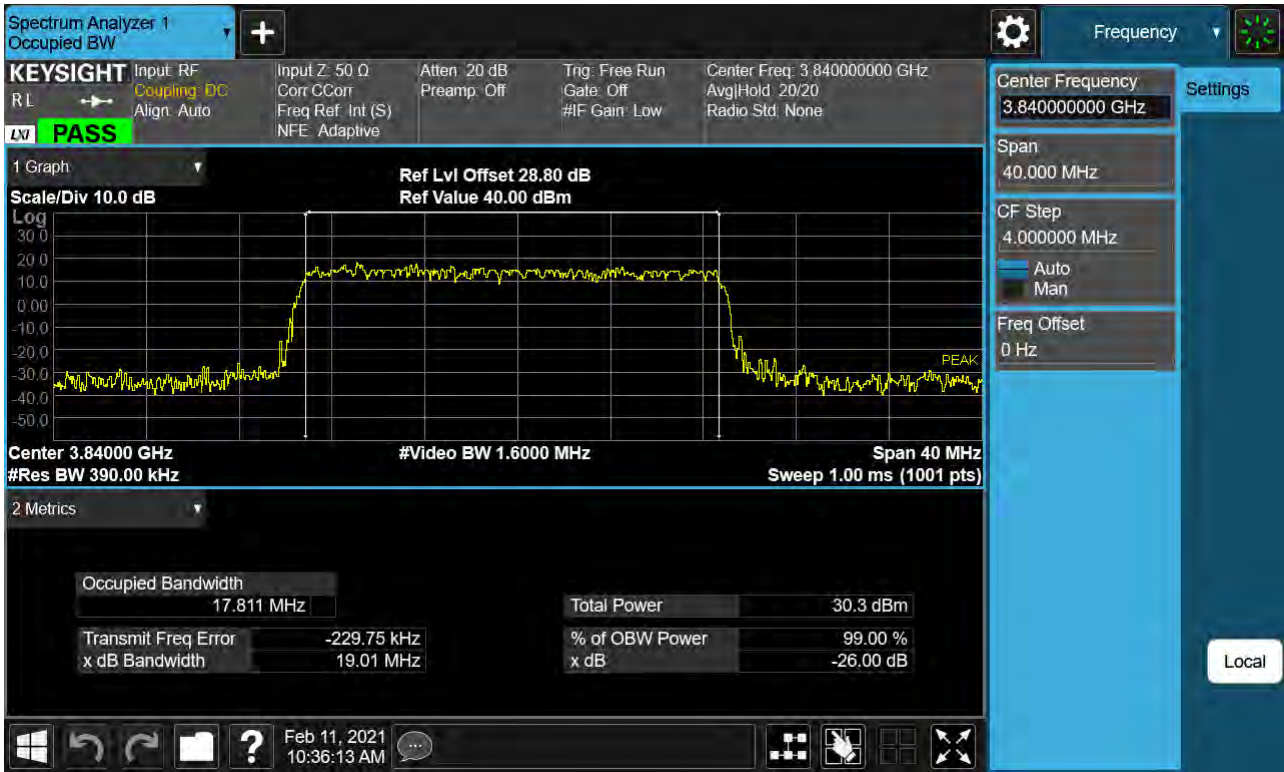 Spectrum Analyzer 1
Occupied BW
Frequency
KEYSIGHT
RL
LXI PASS
Input: RF
Coupling: DC
Align: Auto
Input Z: 50 Ω
Corr CCorr
Freq Ref: Int (S)
NFE: Adaptive
Atten: 20 dB
Preamp: Off
Trig: Free Run
Gate: Off
#IF Gain: Low
Center Freq: 3.840000000 GHz
Avg|Hold: 20/20
Radio Std: None
1 Graph
Scale/Div 10.0 dB
Ref Lvl Offset 28.80 dB
Ref Value 40.00 dBm
Log
30.0
20.0
10.0
0.00
-10.0
-20.0
-30.0
-40.0
-50.0
PEAK
Center 3.84000 GHz
#Video BW 1.6000 MHz
Span 40 MHz
#Res BW 390.00 kHz
Sweep 1.00 ms (1001 pts)
2 Metrics
Occupied Bandwidth
17.811 MHz
Total Power 30.3 dBm
Transmit Freq Error -229.75 kHz
% of OBW Power 99.00 %
x dB Bandwidth 19.01 MHz
x dB -26.00 dB
Center Frequency
3.840000000 GHz
Settings
Span
40.000 MHz
CF Step
4.000000 MHz
Auto
Man
Freq Offset
0 Hz
Local
?
Feb 11, 2021
10:36:13 AM